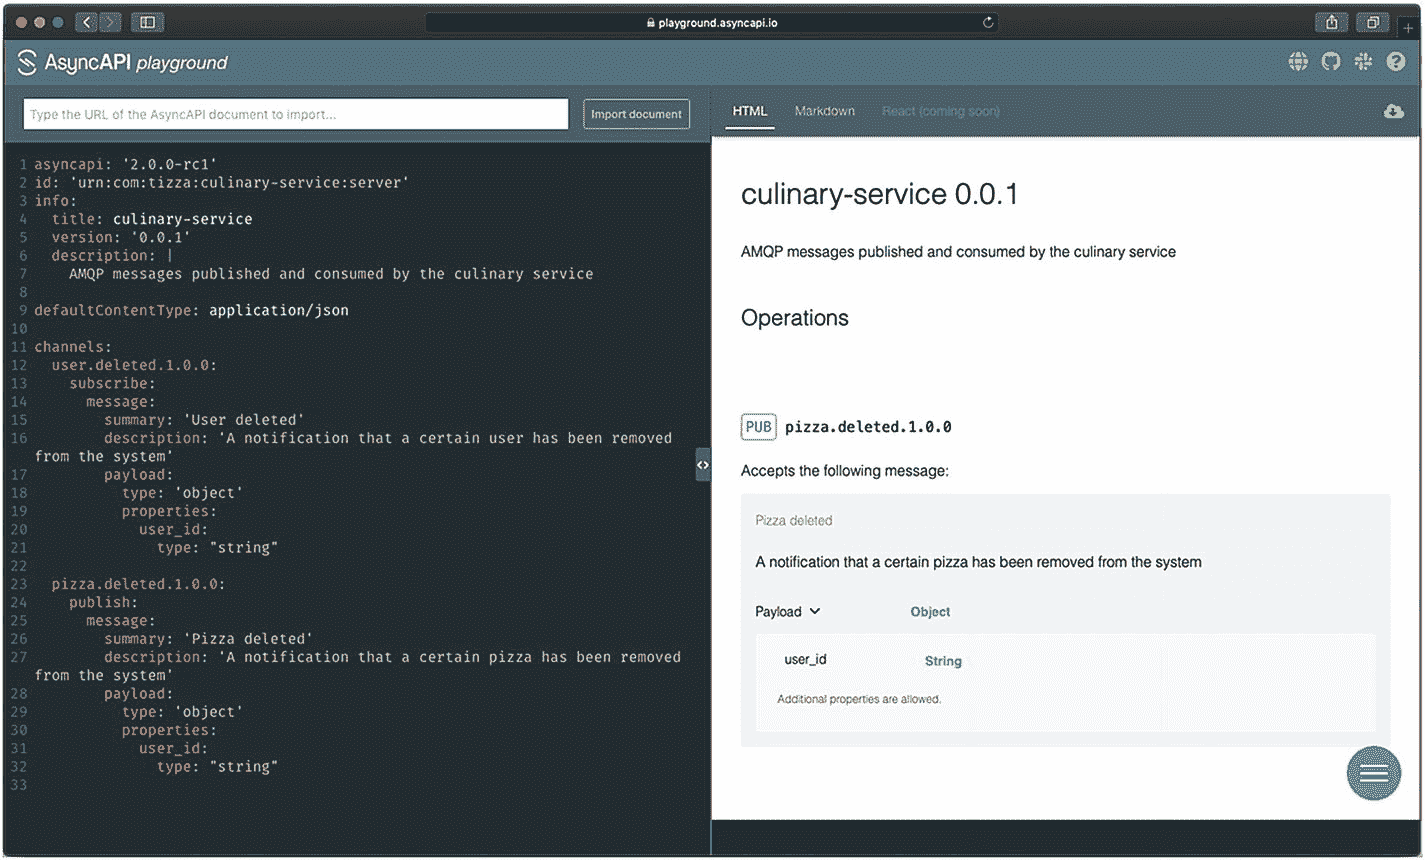 playground.asyncapi.io
AsyncAPI playground
Type the URL of the AsyncAPI document to import...
Import document
HTML
Markdown
React (coming soon)
1 asyncapi: '2.0.0-rc1'
2 id: 'urn:com:tizza:culinary-service:server'
3 info:
4 title: culinary-service
5 version: '0.0.1'
6 description: |
7 AMQP messages published and consumed by the culinary service
8
9 defaultContentType: application/json
10
11 channels:
12 user.deleted.1.0.0:
13 subscribe:
14 message:
15 summary: 'User deleted'
16 description: 'A notification that a certain user has been removed
from the system'
17 payload:
18 type: 'object'
19 properties:
20 user_id:
21 type: "string"
22
23 pizza.deleted.1.0.0:
24 publish:
25 message:
26 summary: 'Pizza deleted'
27 description: 'A notification that a certain pizza has been removed
from the system'
28 payload:
29 type: 'object'
30 properties:
31 user_id:
32 type: "string"
33
<>
culinary-service 0.0.1
AMQP messages published and consumed by the culinary service
Operations
PUB pizza.deleted.1.0.0
Accepts the following message:
Pizza deleted
A notification that a certain pizza has been removed from the system
Payload Object
user_id String
Additional properties are allowed.